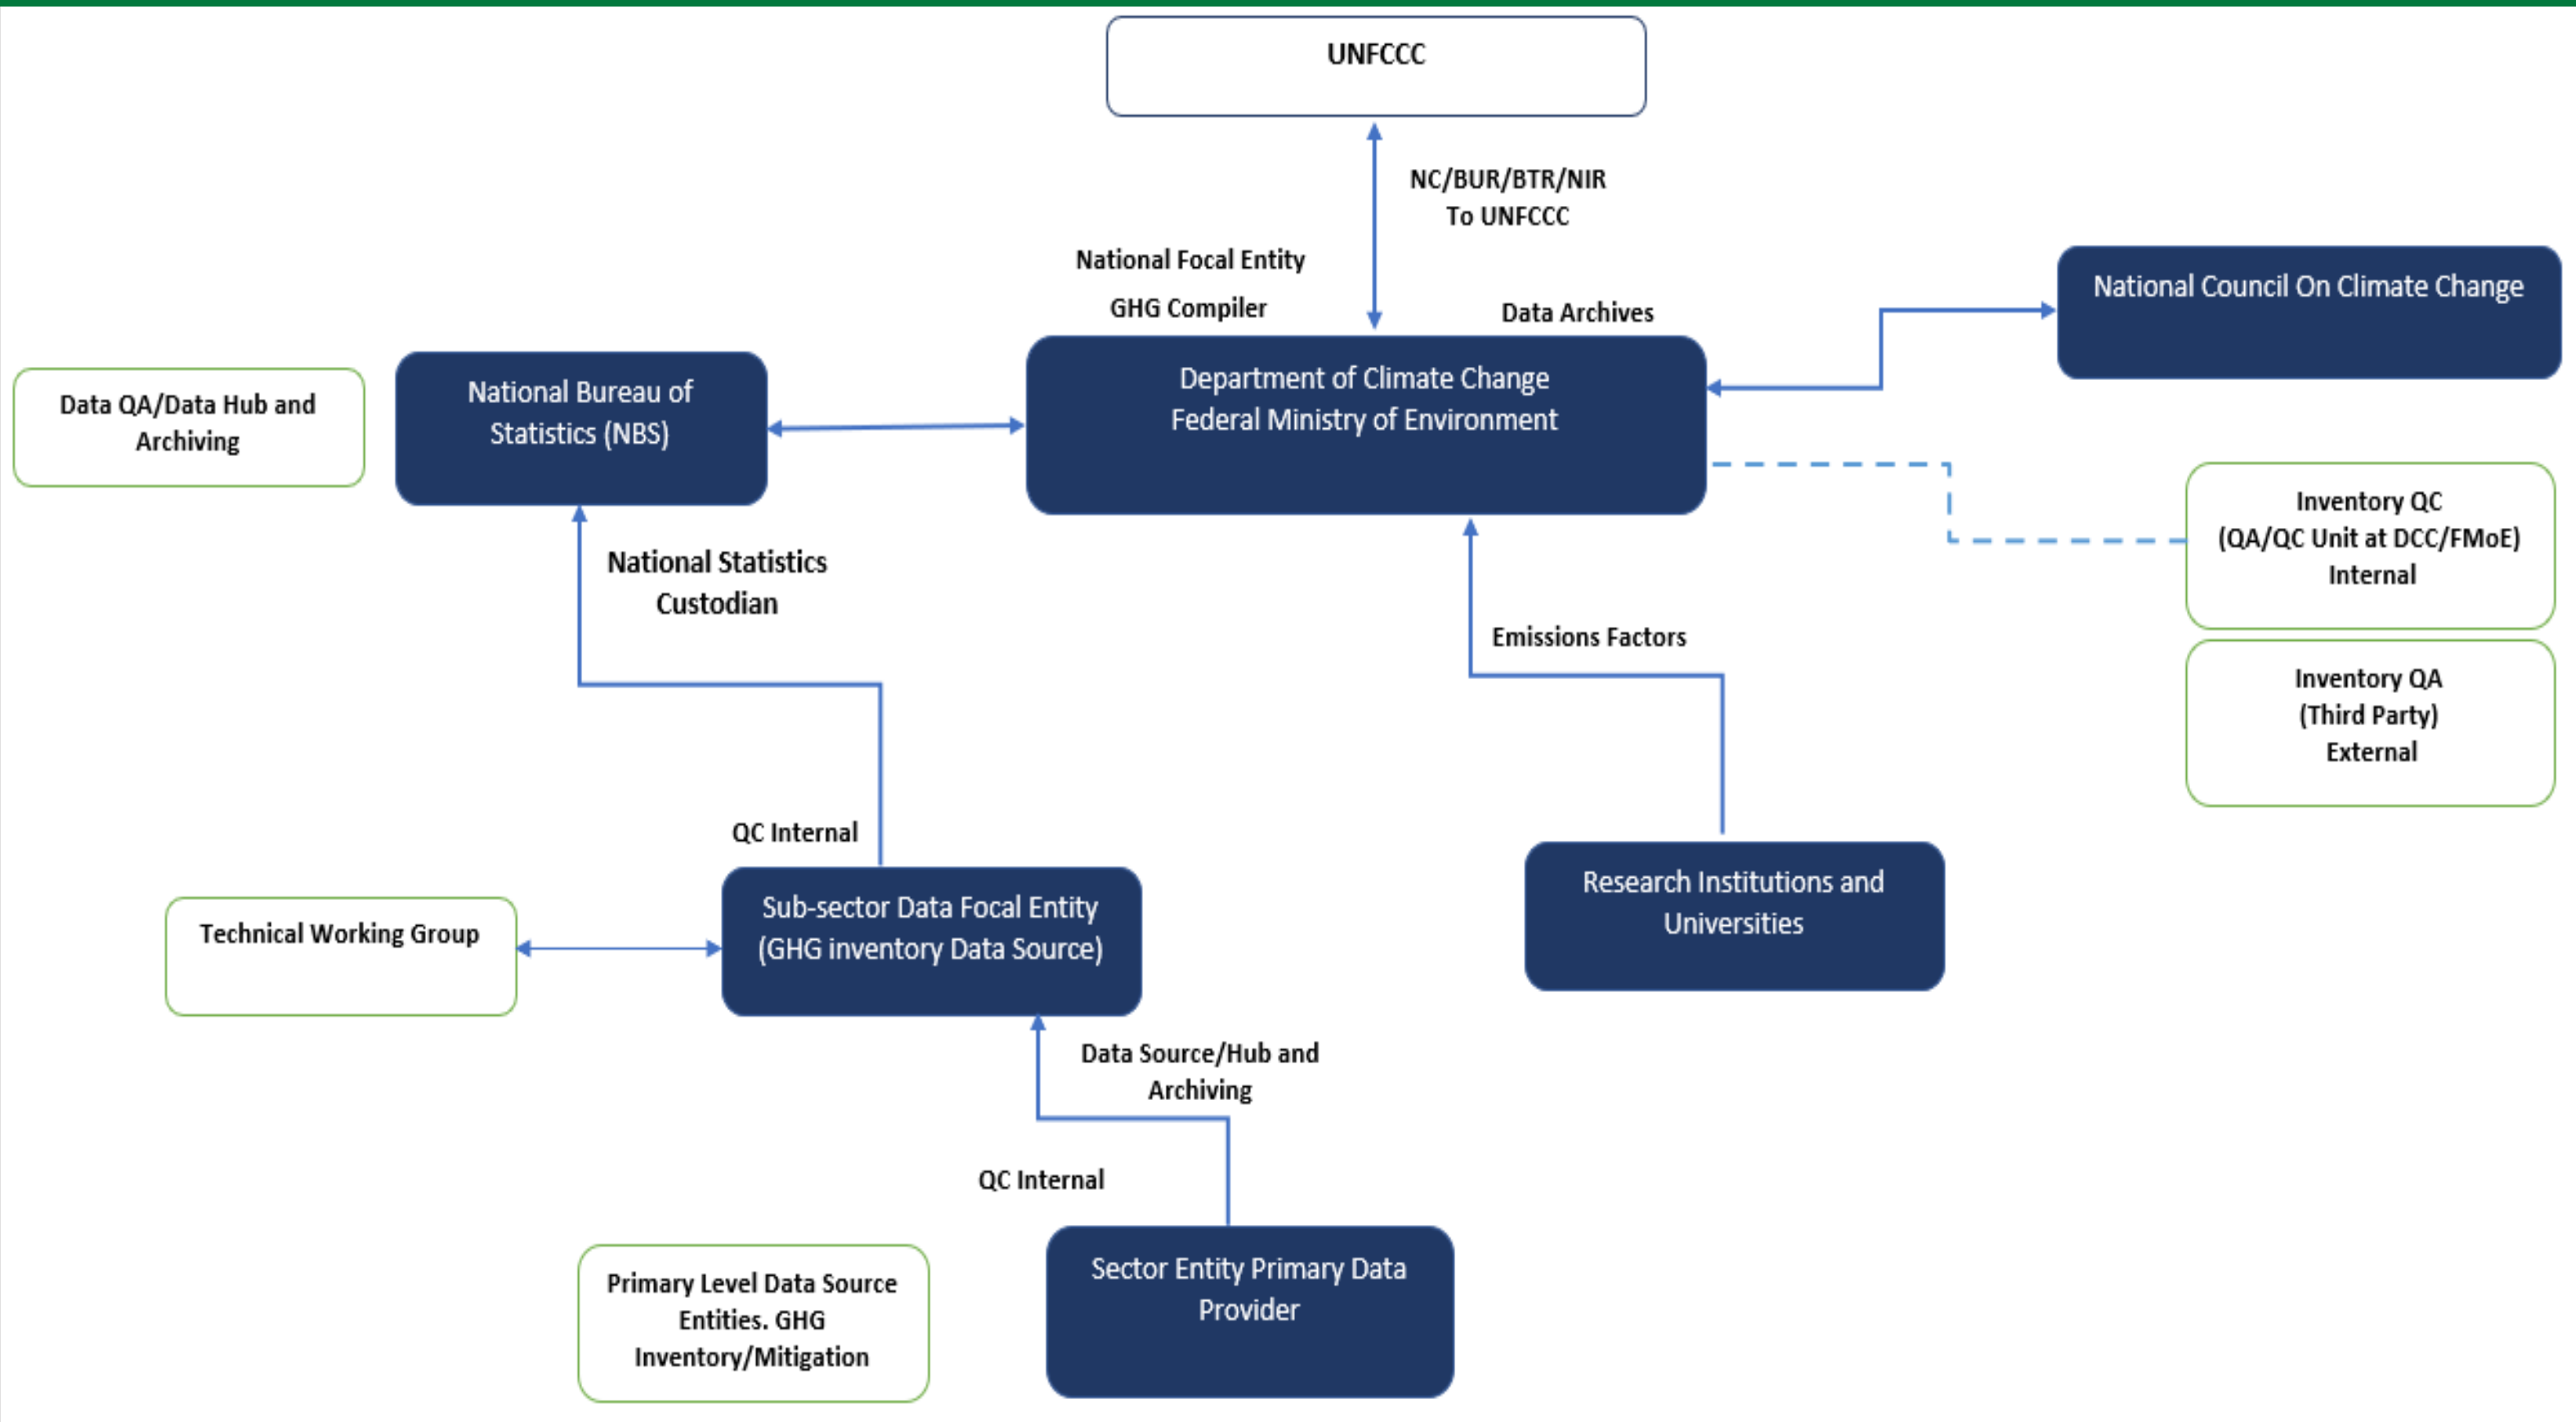 UNFCCC
NC/BUR/BTR/NIR
To UNFCCC
National Focal Entity
GHG Compiler
Data Archives
National Council On Climate Change
Department of Climate Change
Federal Ministry of Environment
National Bureau of
Statistics (NBS)
Data QA/Data Hub and
Archiving
Inventory QC
(QA/QC Unit at DCC/FMoE)
Internal
National Statistics
Custodian
Emissions Factors
Inventory QA
(Third Party)
External
QC Internal
Sub-sector Data Focal Entity
(GHG inventory Data Source)
Technical Working Group
Research Institutions and
Universities
Data Source/Hub and
Archiving
QC Internal
Sector Entity Primary Data
Provider
Primary Level Data Source
Entities. GHG
Inventory/Mitigation